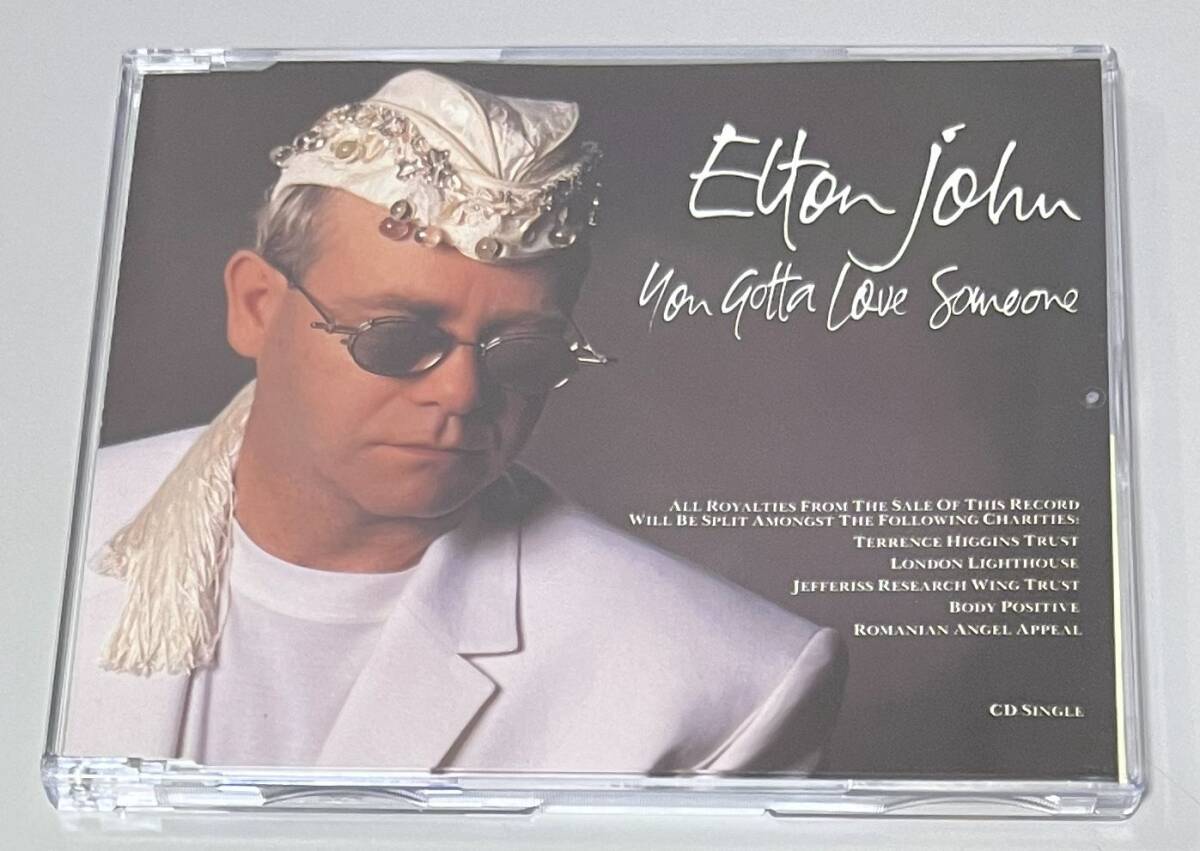 Elton John
You Gotta Love Someone
ALL ROYALTIES FROM THE SALE OF THIS RECORD
WILL BE SPLIT AMONGST THE FOLLOWING CHARITIES:
TERRENCE HIGGINS TRUST
LONDON LIGHTHOUSE
JEFFERISS RESEARCH WING TRUST
BODY POSITIVE
ROMANIAN ANGEL APPEAL
CD SINGLE